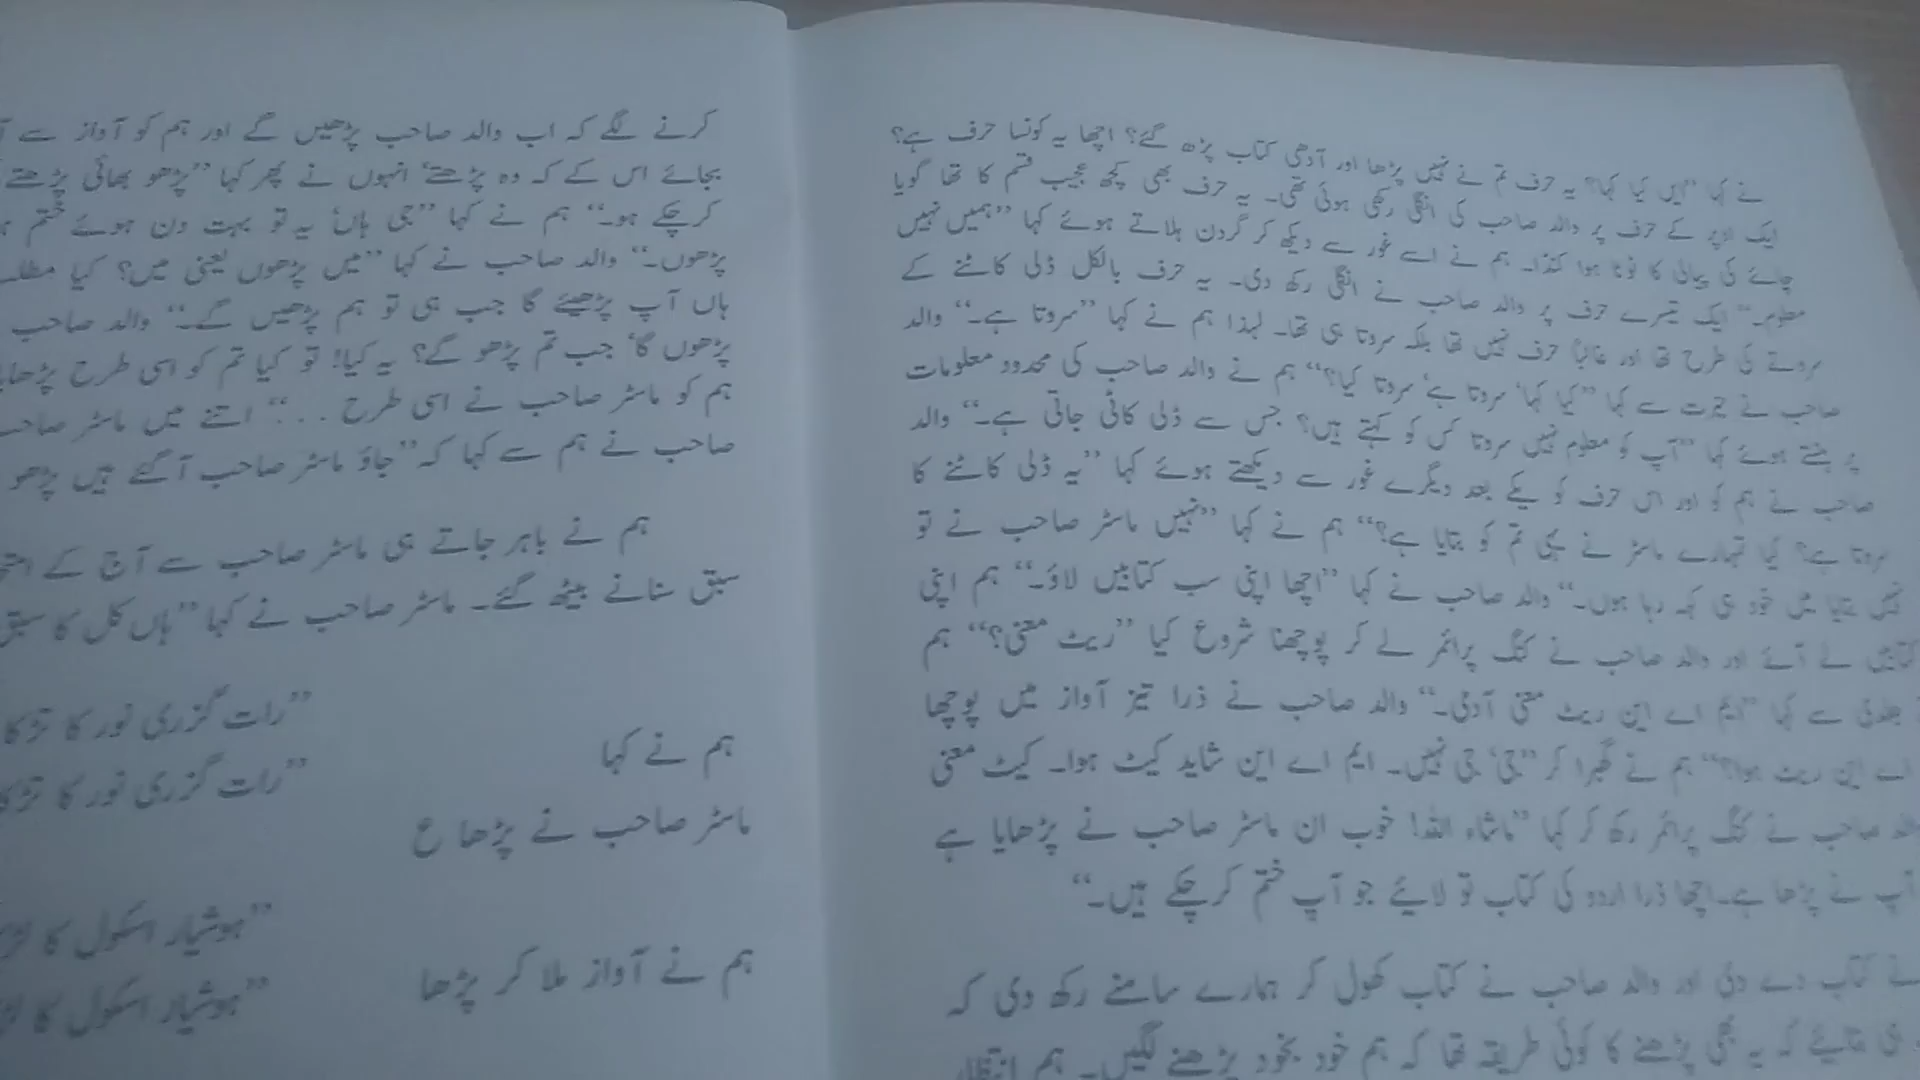 نے کہا ’’ایں کیا کہا؟ یہ حرف تم نے نہیں پڑھا اور آدھی کتاب پڑھ گئے؟ اچھا یہ کونسا حرف ہے؟
ایک اوپر کے حرف پر والد صاحب کی انگلی رکھی ہوئی تھی۔ یہ حرف بھی کچھ عجیب قسم کا تھا گویا
چائے کی پیالی کا ٹوٹا ہوا کنڈا۔ ہم نے اسے غور سے دیکھ کر گردن ہلاتے ہوئے کہا ’’ہمیں نہیں
معلوم۔‘‘ ایک تیسرے حرف پر والد صاحب نے انگلی رکھ دی۔ یہ حرف بالکل ڈلی کاٹنے کے
سروتے کی طرح تھا اور غالباً حرف نہیں تھا بلکہ سروتا ہی تھا۔ لہذا ہم نے کہا ’’سروتا ہے۔‘‘ والد
صاحب نے حیرت سے کہا ’’کیا کہا‘ سروتا ہے‘ سروتا کیا؟‘‘ ہم نے والد صاحب کی محدود معلومات
پر ہنستے ہوئے کہا ’’آپ کو معلوم نہیں سروتا کس کو کہتے ہیں؟ جس سے ڈلی کاٹی جاتی ہے۔‘‘ والد
صاحب نے ہم کو اور اس حرف کو یکے بعد دیگرے غور سے دیکھتے ہوئے کہا ’’یہ ڈلی کاٹنے کا
سروتا ہے؟ کیا تمہارے ماسٹر نے یہی تم کو بتایا ہے؟‘‘ ہم نے کہا ’’نہیں ماسٹر صاحب نے تو
نہیں بتایا میں خود ہی کہہ رہا ہوں۔‘‘ والد صاحب نے کہا ’’اچھا اپنی سب کتابیں لاؤ۔‘‘ ہم اپنی
کتابیں لے آئے اور والد صاحب نے کنگ پرائمر لے کر پوچھنا شروع کیا ’’ریٹ معنی؟‘‘ ہم
جلدی سے کہا ’’ایم اے این ریٹ معنی آدمی۔‘‘ والد صاحب نے ذرا تیز آواز میں پوچھا
اے این ریٹ ہوا؟‘‘ ہم نے گھبرا کر ’’جی‘ جی نہیں۔ ایم اے این شاید کیٹ ہوا۔ کیٹ معنی
والد صاحب نے کنگ پرائمر رکھ کر کہا ’’ماشاء اللہ! خوب ان ماسٹر صاحب نے پڑھایا ہے
آپ نے پڑھا ہے۔ اچھا ذرا اردو کی کتاب تو لائیے جو آپ ختم کرچکے ہیں۔‘‘
نے کتاب دے دی اور والد صاحب نے کتاب کھول کر ہمارے سامنے رکھ دی کہ
ہی بتائیے کہ یہ بھی پڑھنے کا کوئی طریقہ تھا کہ ہم خود بخود پڑھنے لگیں۔ ہم انتظار
کرنے لگے کہ اب والد صاحب پڑھیں گے اور ہم کو آواز سے
بجائے اس کے کہ وہ پڑھتے‘ انہوں نے پھر کہا ’’پڑھو بھائی پڑھتے
کرچکے ہو۔‘‘ ہم نے کہا ’’جی ہاں‘ یہ تو بہت دن ہوئے ختم
پڑھوں۔‘‘ والد صاحب نے کہا ’’میں پڑھوں یعنی میں؟ کیا
ہاں آپ پڑھیئے گا جب ہی تو ہم پڑھیں گے۔‘‘ والد صاحب
پڑھوں گا‘ جب تم پڑھو گے؟ یہ کیا! تو کیا تم کو اسی طرح
ہم کو ماسٹر صاحب نے اسی طرح . . .‘‘ اتنے میں ماسٹر صاحب
صاحب نے ہم سے کہا کہ ’’جاؤ ماسٹر صاحب آگئے ہیں پڑھو
ہم نے باہر جاتے ہی ماسٹر صاحب سے آج کے
سبق سنانے بیٹھ گئے۔ ماسٹر صاحب نے کہا ’’ہاں کل کا سبق
’’رات گزری نور کا تڑکا
ہم نے کہا ’’رات گزری نور کا
ماسٹر صاحب نے پڑھا ع
’’ہوشیار اسکول کا
ہم نے آواز ملا کر پڑھا ’’ہوشیار اسکول کا